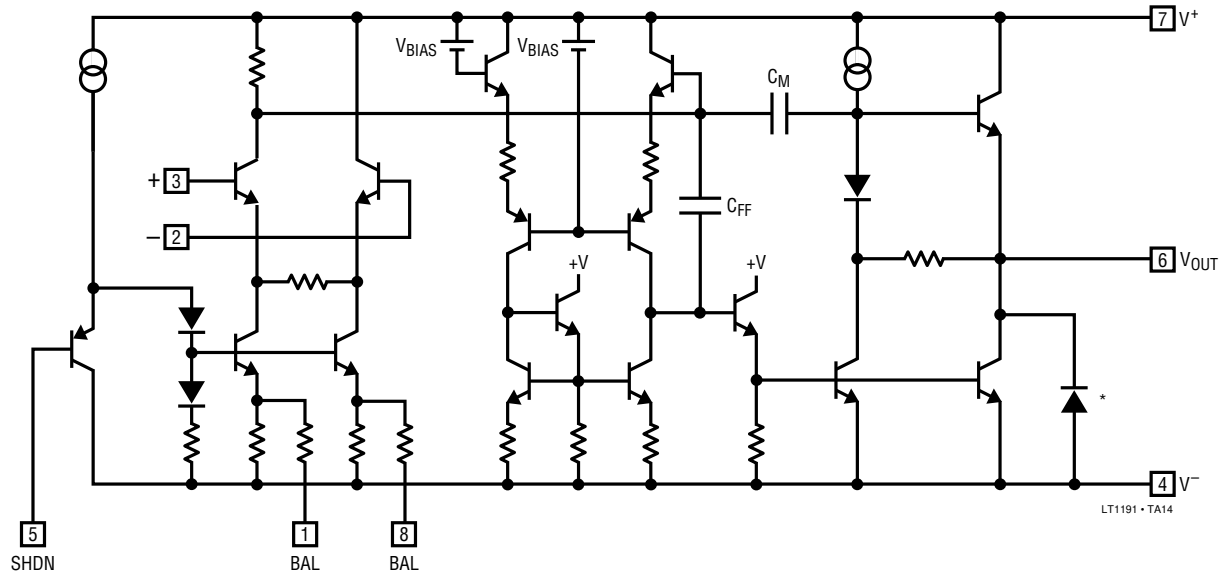 7 V+
VBIAS
VBIAS
CM
+ 3
− 2
CFF
+V
+V
6 VOUT
*
4 V−
LT1191 • TA14
5
SHDN
1
BAL
8
BAL